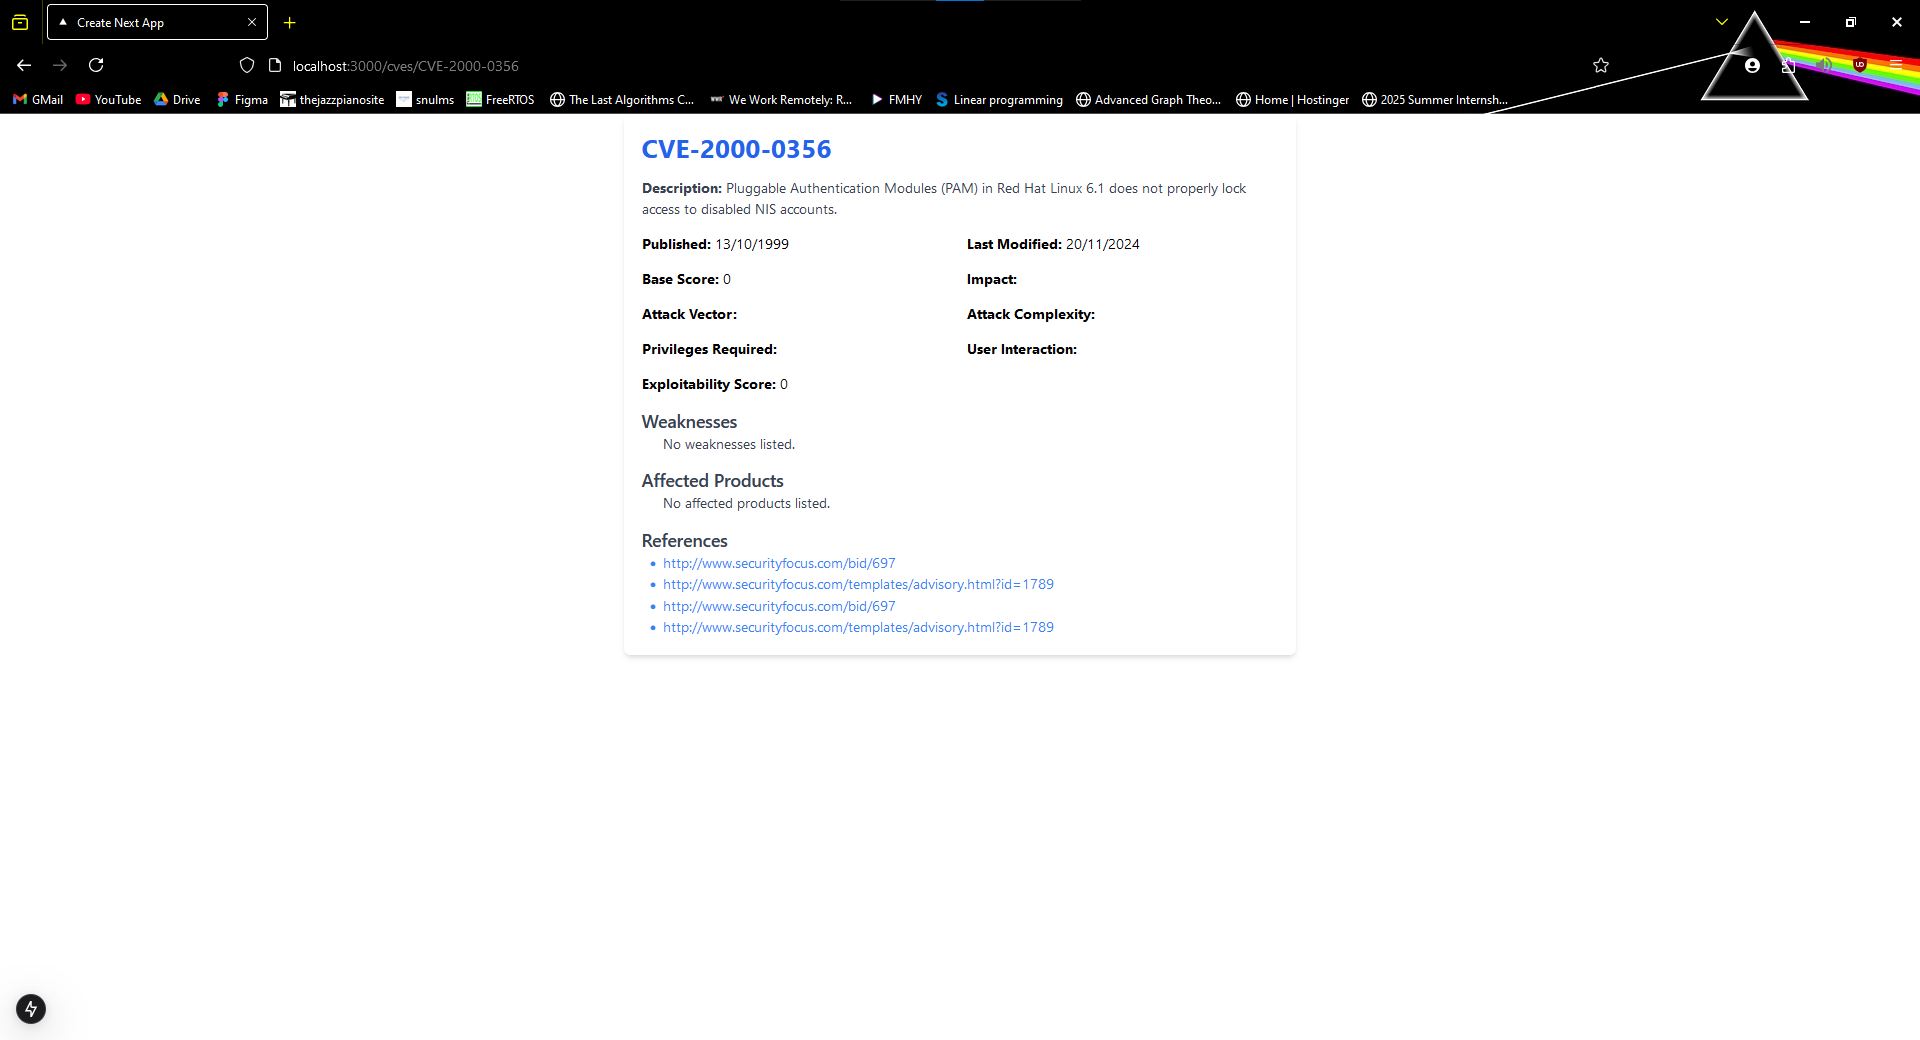 Create Next App
localhost:3000/cves/CVE-2000-0356
GMail YouTube Drive Figma thejazzpianosite snulms FreeRTOS The Last Algorithms C... We Work Remotely: R... FMHY Linear programming Advanced Graph Theo... Home | Hostinger 2025 Summer Internsh...
CVE-2000-0356
Description: Pluggable Authentication Modules (PAM) in Red Hat Linux 6.1 does not properly lock
access to disabled NIS accounts.
Published: 13/10/1999 Last Modified: 20/11/2024
Base Score: 0 Impact:
Attack Vector: Attack Complexity:
Privileges Required: User Interaction:
Exploitability Score: 0
Weaknesses
No weaknesses listed.
Affected Products
No affected products listed.
References
• http://www.securityfocus.com/bid/697
• http://www.securityfocus.com/templates/advisory.html?id=1789
• http://www.securityfocus.com/bid/697
• http://www.securityfocus.com/templates/advisory.html?id=1789